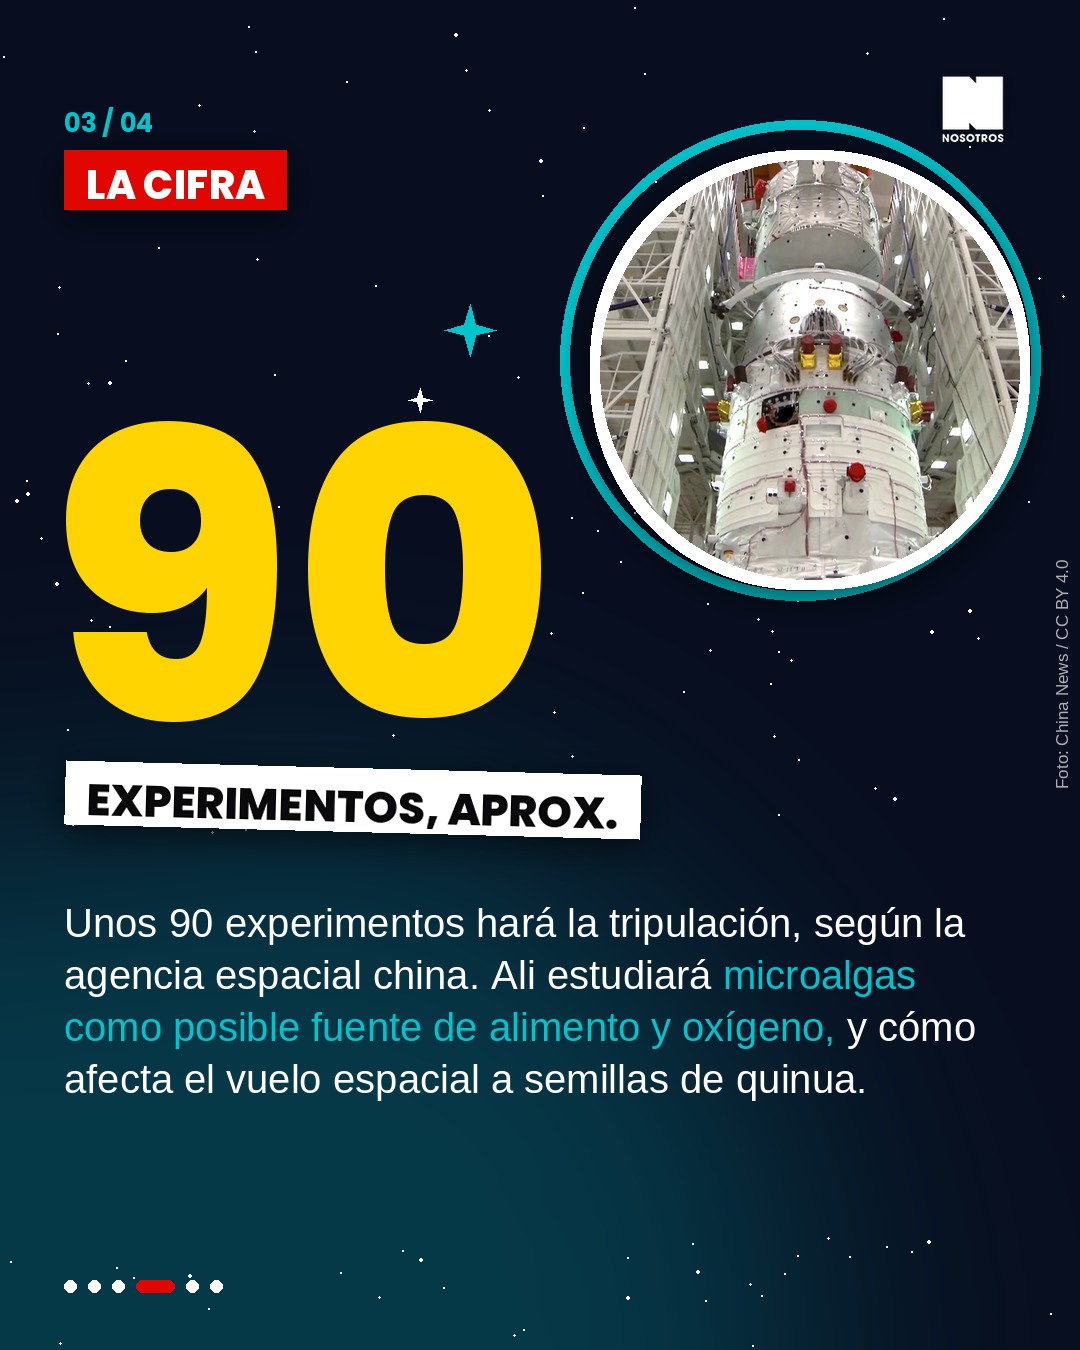 03 / 04
LA CIFRA
NOSOTROS
90
EXPERIMENTOS, APROX.
Unos 90 experimentos hará la tripulación, según la
agencia espacial china. Ali estudiará microalgas
como posible fuente de alimento y oxígeno, y cómo
afecta el vuelo espacial a semillas de quinua.
Foto: China News / CC BY 4.0